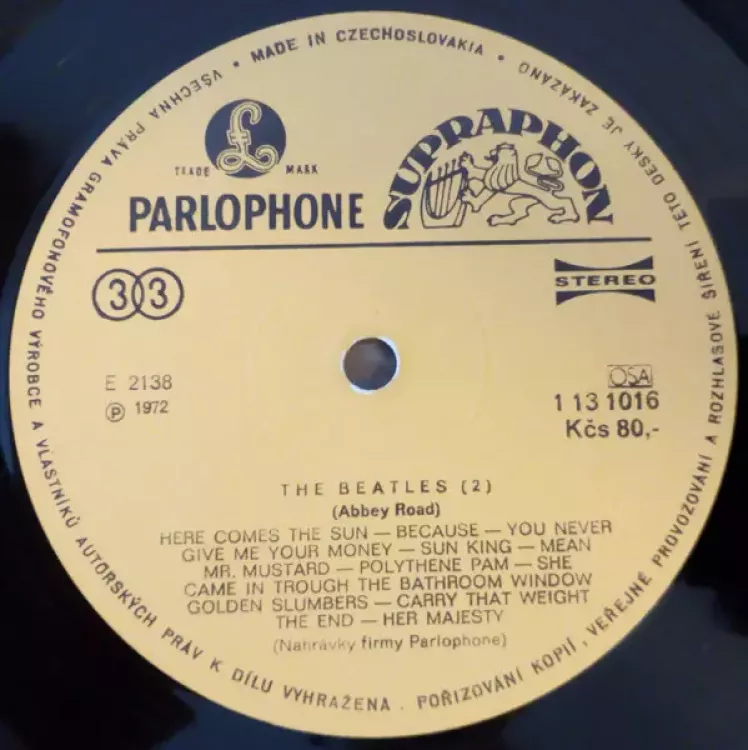 VŠECHNA PRÁVA GRAMOFONOVÉHO VÝROBCE A VLASTNÍKŮ AUTORSKÝCH PRÁV K DÍLU VYHRAŽENA. POŘIZOVÁNÍ KOPIÍ, VEŘEJNÉ PROVOZOVÁNÍ A ROZHLASOVÉ ŠÍŘENÍ TÉTO DESKY JE ZAKÁZÁNO
• MADE IN CZECHOSLOVAKIA •
£
TRADE MARK
PARLOPHONE
SUPRAPHON
33
STEREO
E 2138
Ⓟ 1972
OSA
1 13 1016
Kčs 80,-
THE BEATLES (2)
(Abbey Road)
HERE COMES THE SUN — BECAUSE — YOU NEVER
GIVE ME YOUR MONEY — SUN KING — MEAN
MR. MUSTARD — POLYTHENE PAM — SHE
CAME IN TROUGH THE BATHROOM WINDOW
GOLDEN SLUMBERS — CARRY THAT WEIGHT
THE END — HER MAJESTY
(Nahrávky firmy Parlophone)